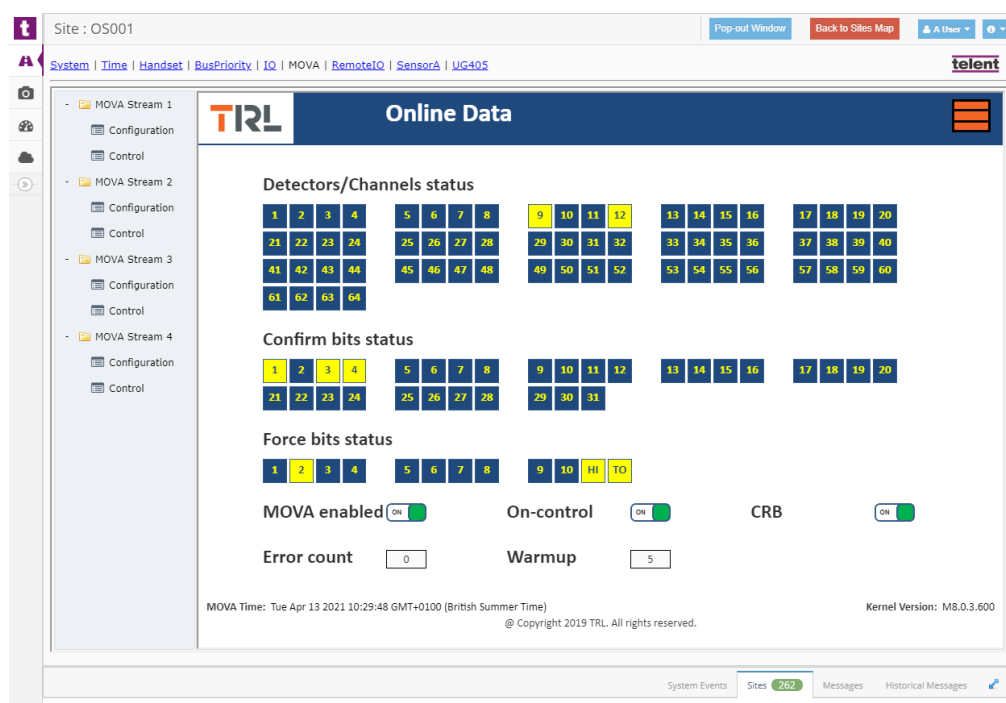 t Site : OS001 Pop-out Window Back to Sites Map A User
System | Time | Handset | BusPriority | IO | MOVA | RemoteIO | SensorA | UG405 telent
- MOVA Stream 1
Configuration
Control
- MOVA Stream 2
Configuration
Control
- MOVA Stream 3
Configuration
Control
- MOVA Stream 4
Configuration
Control
TRL Online Data
Detectors/Channels status
1 2 3 4 5 6 7 8 9 10 11 12 13 14 15 16 17 18 19 20
21 22 23 24 25 26 27 28 29 30 31 32 33 34 35 36 37 38 39 40
41 42 43 44 45 46 47 48 49 50 51 52 53 54 55 56 57 58 59 60
61 62 63 64
Confirm bits status
1 2 3 4 5 6 7 8 9 10 11 12 13 14 15 16 17 18 19 20
21 22 23 24 25 26 27 28 29 30 31
Force bits status
1 2 3 4 5 6 7 8 9 10 HI TO
MOVA enabled ON On-control ON CRB ON
Error count 0 Warmup 5
MOVA Time: Tue Apr 13 2021 10:29:48 GMT+0100 (British Summer Time) Kernel Version: M8.0.3.600
@ Copyright 2019 TRL. All rights reserved.
System Events Sites 262 Messages Historical Messages